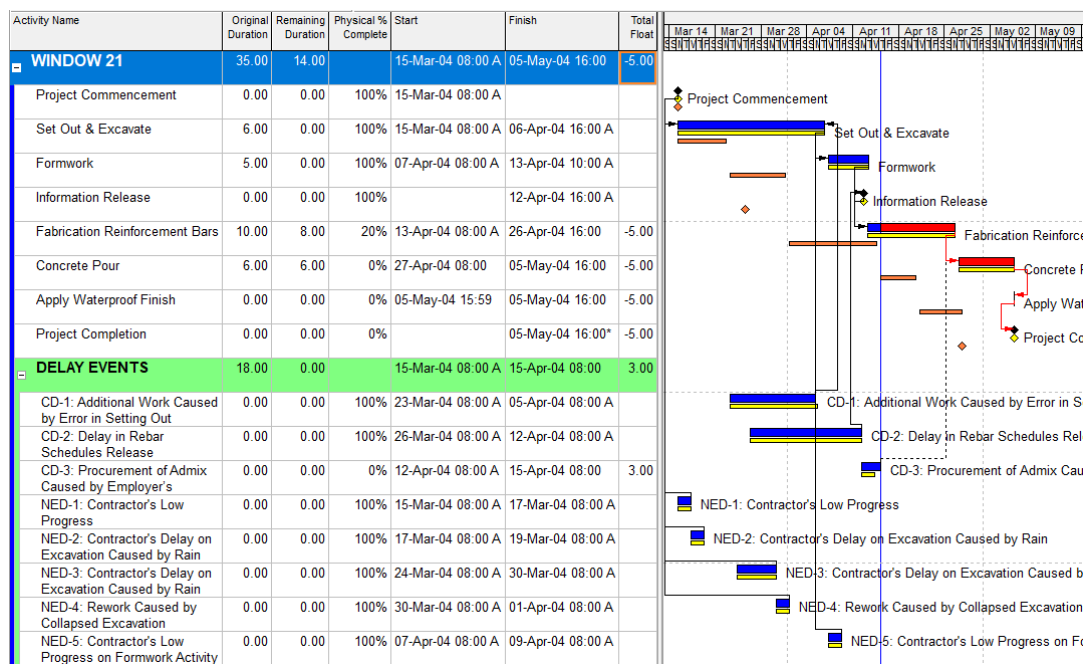 Activity Name Original Remaining Physical % Start Finish Total
Duration Duration Complete Float
Mar 14 Mar 21 Mar 28 Apr 04 Apr 11 Apr 18 Apr 25 May 02 May 09
WINDOW 21 35.00 14.00 15-Mar-04 08:00 A 05-May-04 16:00 -5.00
Project Commencement 0.00 0.00 100% 15-Mar-04 08:00 A Project Commencement
Set Out & Excavate 6.00 0.00 100% 15-Mar-04 08:00 A 06-Apr-04 16:00 A Set Out & Excavate
Formwork 5.00 0.00 100% 07-Apr-04 08:00 A 13-Apr-04 10:00 A Formwork
Information Release 0.00 0.00 100% 12-Apr-04 16:00 A Information Release
Fabrication Reinforcement Bars 10.00 8.00 20% 13-Apr-04 08:00 A 26-Apr-04 16:00 -5.00 Fabrication Reinforce
Concrete Pour 6.00 6.00 0% 27-Apr-04 08:00 05-May-04 16:00 -5.00 Concrete P
Apply Waterproof Finish 0.00 0.00 0% 05-May-04 15:59 05-May-04 16:00 -5.00 Apply Wat
Project Completion 0.00 0.00 0% 05-May-04 16:00* -5.00 Project Co
DELAY EVENTS 18.00 0.00 15-Mar-04 08:00 A 15-Apr-04 08:00 3.00
CD-1: Additional Work Caused 0.00 0.00 100% 23-Mar-04 08:00 A 05-Apr-04 08:00 A CD-1: Additional Work Caused by Error in S
by Error in Setting Out
CD-2: Delay in Rebar 0.00 0.00 100% 26-Mar-04 08:00 A 12-Apr-04 08:00 A CD-2: Delay in Rebar Schedules Rel
Schedules Release
CD-3: Procurement of Admix 0.00 0.00 0% 12-Apr-04 08:00 A 15-Apr-04 08:00 3.00 CD-3: Procurement of Admix Cau
Caused by Employer's
NED-1: Contractor's Low 0.00 0.00 100% 15-Mar-04 08:00 A 17-Mar-04 08:00 A NED-1: Contractor's Low Progress
Progress
NED-2: Contractor's Delay on 0.00 0.00 100% 17-Mar-04 08:00 A 19-Mar-04 08:00 A NED-2: Contractor's Delay on Excavation Caused by Rain
Excavation Caused by Rain
NED-3: Contractor's Delay on 0.00 0.00 100% 24-Mar-04 08:00 A 30-Mar-04 08:00 A NED-3: Contractor's Delay on Excavation Caused b
Excavation Caused by Rain
NED-4: Rework Caused by 0.00 0.00 100% 30-Mar-04 08:00 A 01-Apr-04 08:00 A NED-4: Rework Caused by Collapsed Excavation
Collapsed Excavation
NED-5: Contractor's Low 0.00 0.00 100% 07-Apr-04 08:00 A 09-Apr-04 08:00 A NED-5: Contractor's Low Progress on Fo
Progress on Formwork Activity